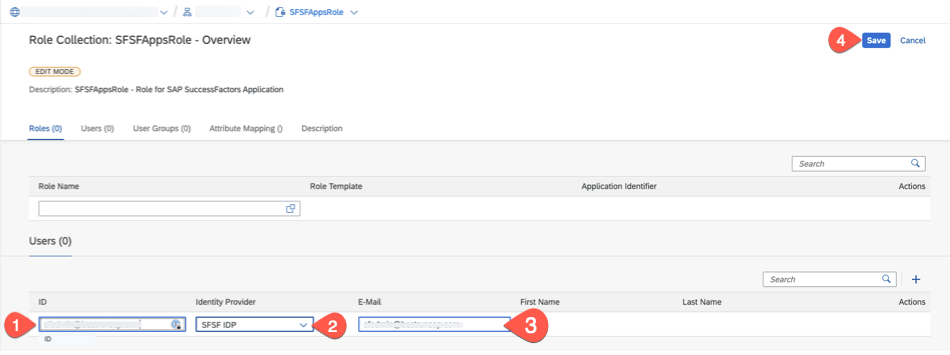 / / SFSFAppsRole
Role Collection: SFSFAppsRole - Overview
4 Save Cancel
EDIT MODE
Description: SFSFAppsRole - Role for SAP SuccessFactors Application
Roles (0) Users (0) User Groups (0) Attribute Mapping () Description
Search
Role Name Role Template Application Identifier Actions
Users (0)
Search +
ID Identity Provider E-Mail First Name Last Name Actions
1 SFSF IDP 2 3
ID